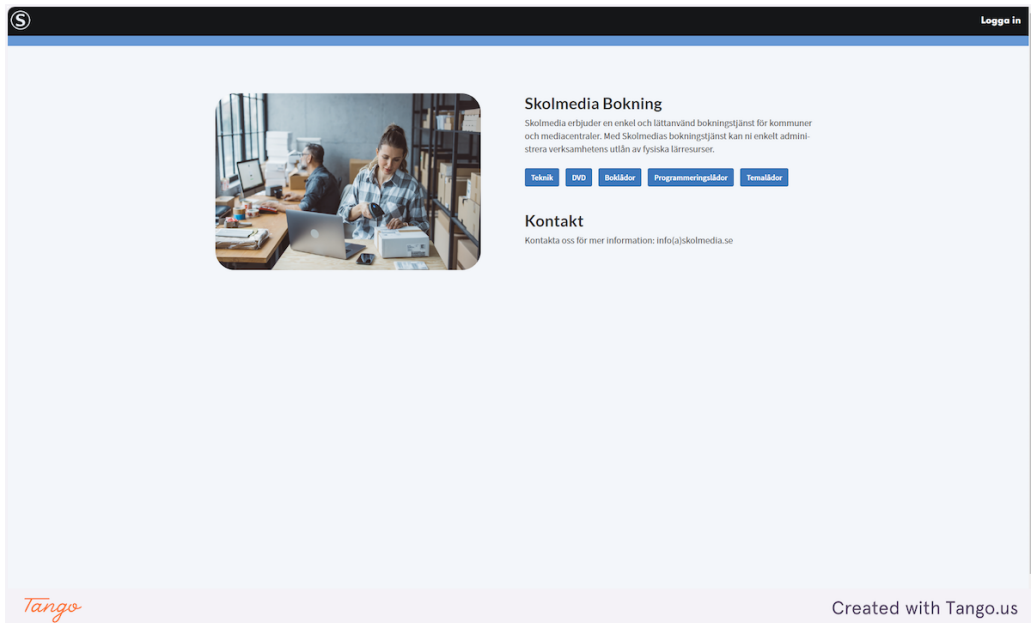 S
Logga in
Skolmedia Bokning
Skolmedia erbjuder en enkel och lättanvänd bokningstjänst för kommuner
och mediacentraler. Med Skolmedias bokningstjänst kan ni enkelt admini-
strera verksamhetens utlån av fysiska lärresurser.
Teknik DVD Boklådor Programmeringslådor Temalådor
Kontakt
Kontakta oss för mer information: info(a)skolmedia.se
Tango
Created with Tango.us